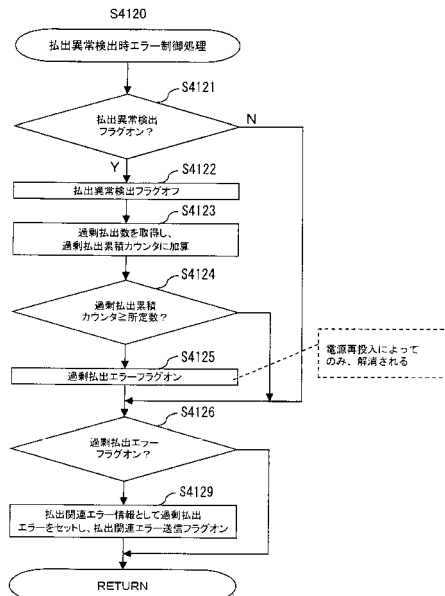 S4120
払出異常検出時エラー制御処理
S4121
払出異常検出
フラグオン?
N
Y
S4122
払出異常検出フラグオフ
S4123
過剰払出数を取得し、
過剰払出累積カウンタに加算
S4124
過剰払出累積
カウンタ≧所定数?
S4125
過剰払出エラーフラグオン
電源再投入によって
のみ、解消される
S4126
過剰払出エラー
フラグオン?
S4129
払出関連エラー情報として過剰払出
エラーをセットし、払出関連エラー送信フラグオン
RETURN